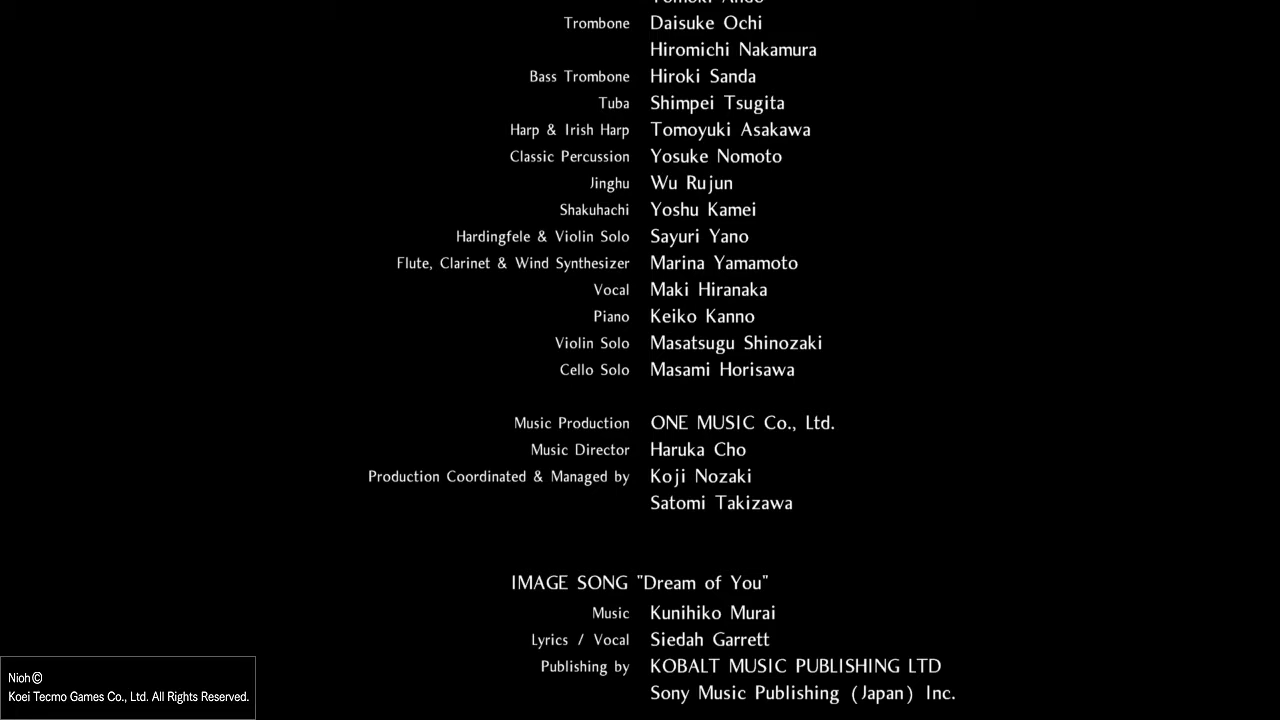 Tomoki Ando
Trombone Daisuke Ochi
Hiromichi Nakamura
Bass Trombone Hiroki Sanda
Tuba Shimpei Tsugita
Harp & Irish Harp Tomoyuki Asakawa
Classic Percussion Yosuke Nomoto
Jinghu Wu Rujun
Shakuhachi Yoshu Kamei
Hardingfele & Violin Solo Sayuri Yano
Flute, Clarinet & Wind Synthesizer Marina Yamamoto
Vocal Maki Hiranaka
Piano Keiko Kanno
Violin Solo Masatsugu Shinozaki
Cello Solo Masami Horisawa
Music Production ONE MUSIC Co., Ltd.
Music Director Haruka Cho
Production Coordinated & Managed by Koji Nozaki
Satomi Takizawa
IMAGE SONG "Dream of You"
Music Kunihiko Murai
Lyrics / Vocal Siedah Garrett
Publishing by KOBALT MUSIC PUBLISHING LTD
Sony Music Publishing (Japan) Inc.
Nioh©
Koei Tecmo Games Co., Ltd. All Rights Reserved.